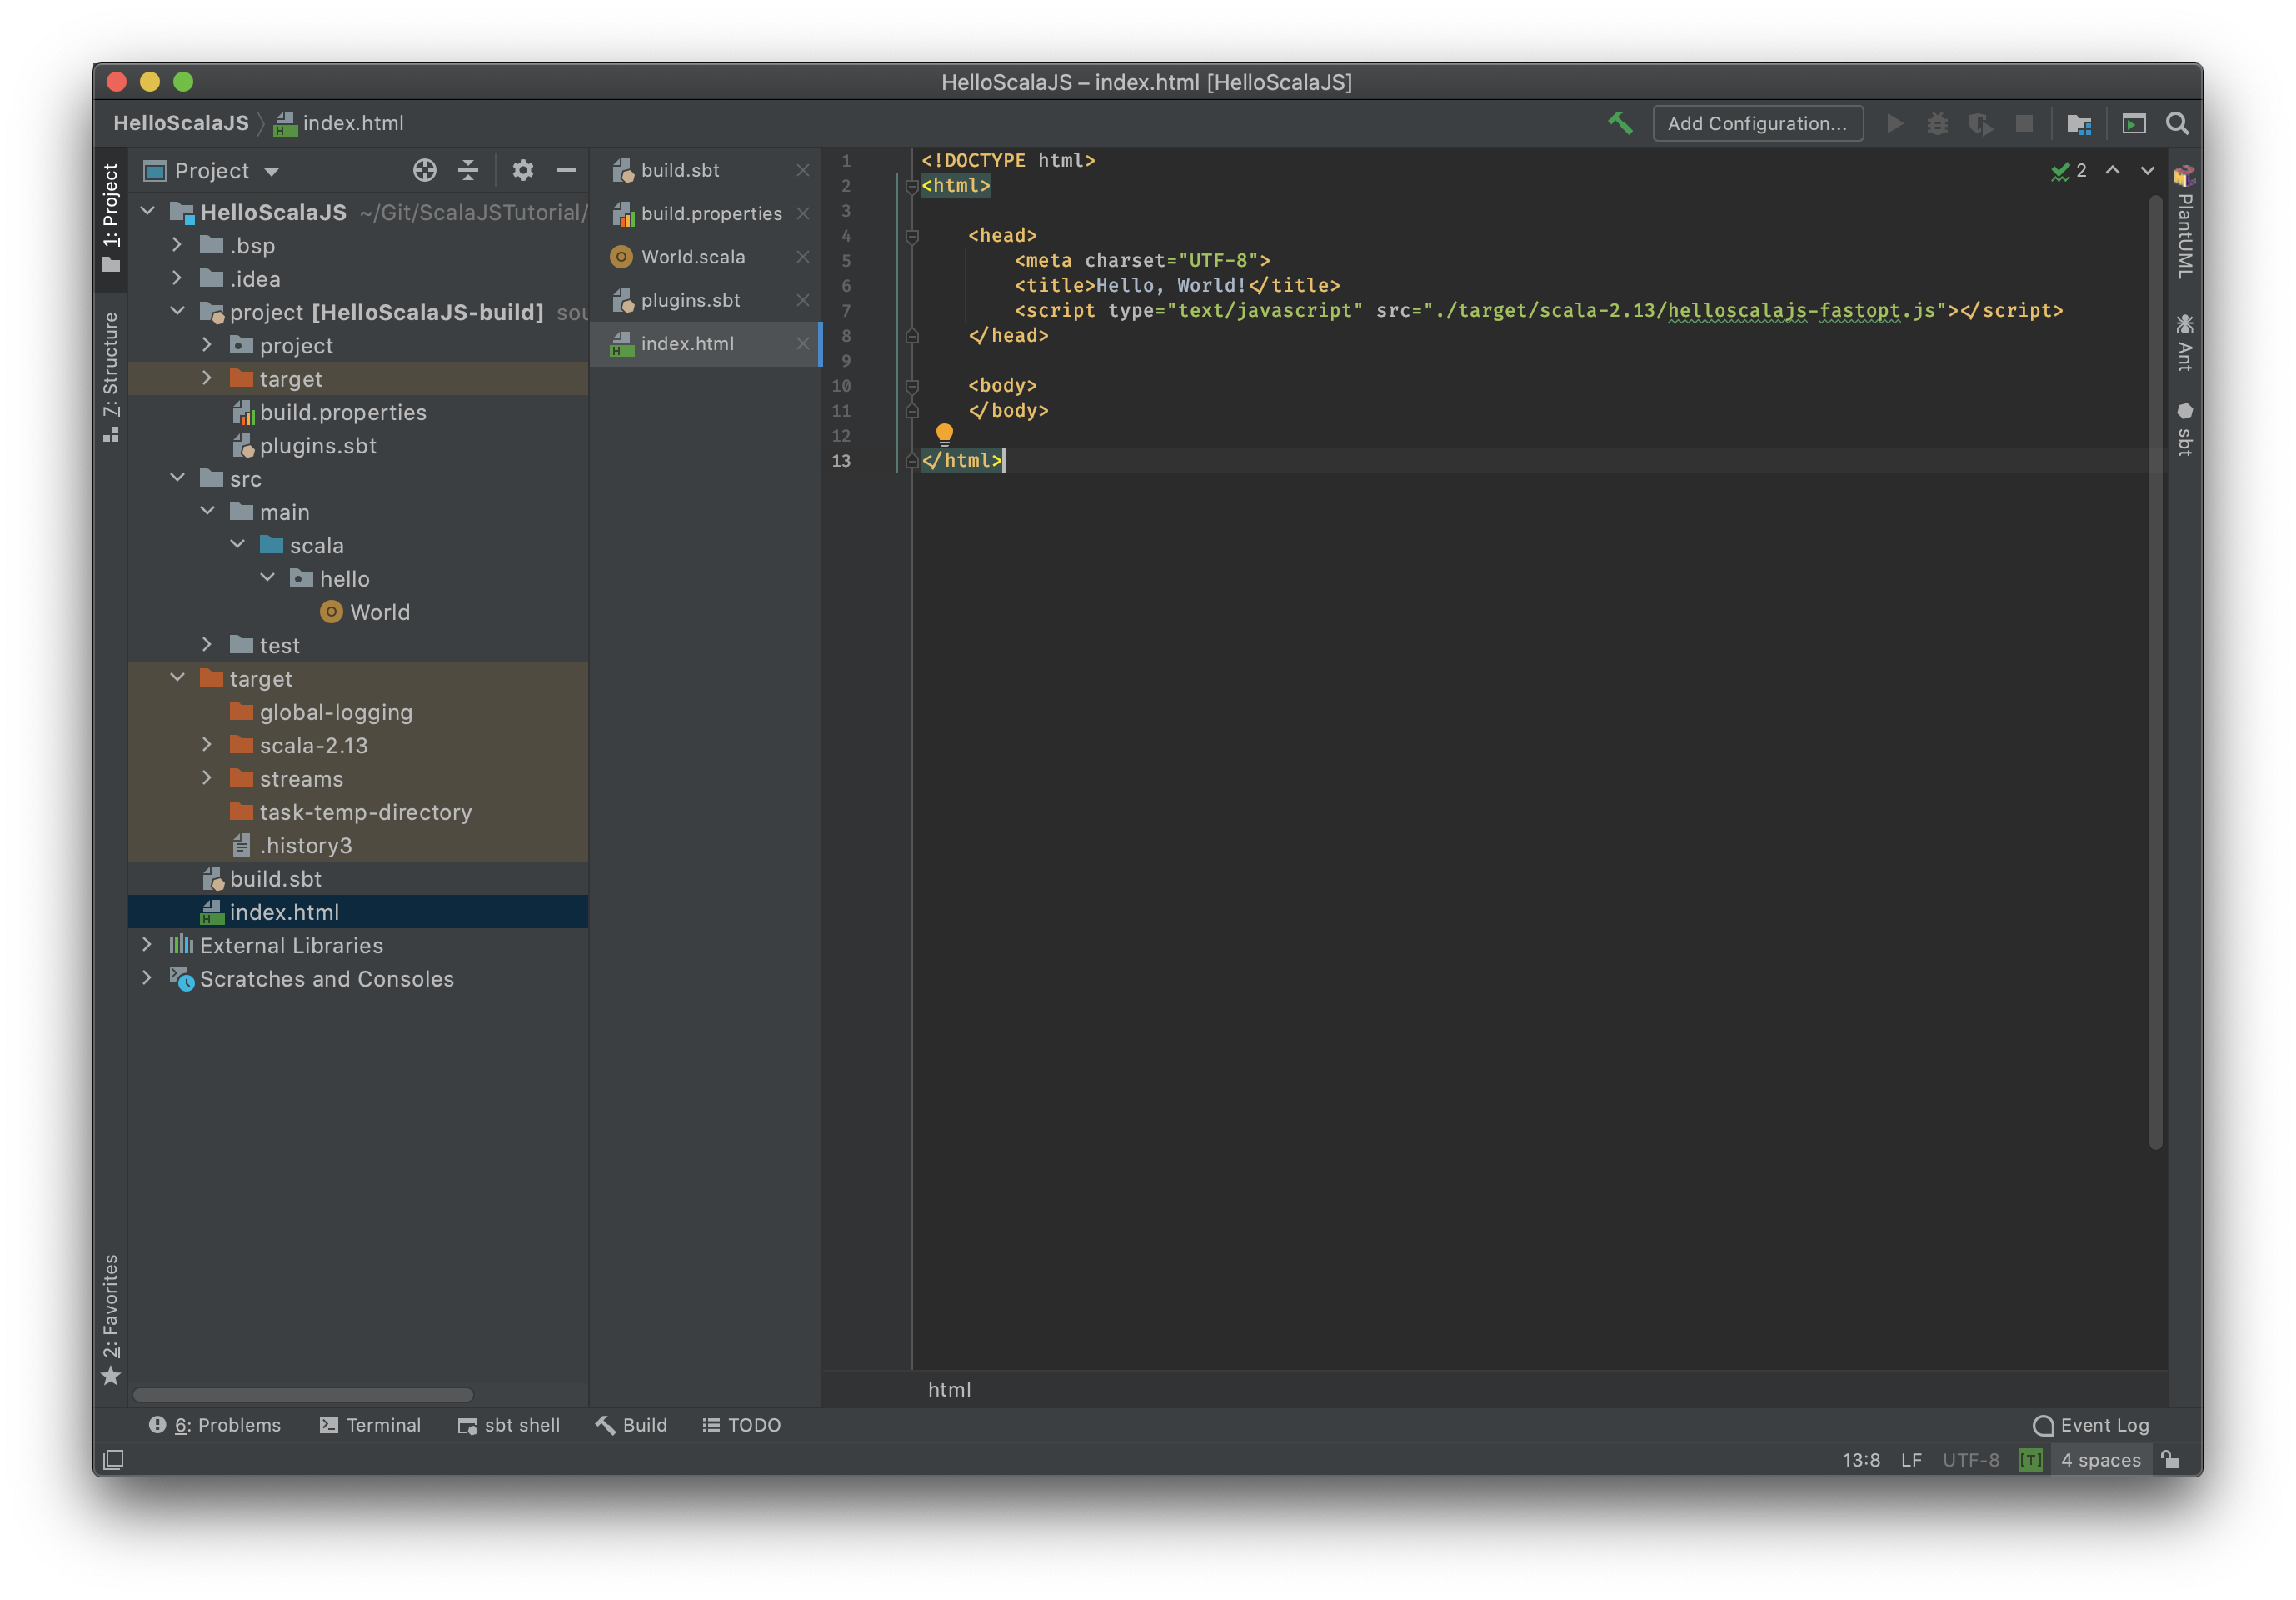 HelloScalaJS – index.html [HelloScalaJS]
HelloScalaJS index.html
Add Configuration...
1: Project
7: Structure
2: Favorites
Project
HelloScalaJS ~/Git/ScalaJSTutorial/
.bsp
.idea
project [HelloScalaJS-build] sou
project
target
build.properties
plugins.sbt
src
main
scala
hello
World
test
target
global-logging
scala-2.13
streams
task-temp-directory
.history3
build.sbt
index.html
External Libraries
Scratches and Consoles
build.sbt
build.properties
World.scala
plugins.sbt
index.html
1 <!DOCTYPE html>
2 <html>
3
4 <head>
5 <meta charset="UTF-8">
6 <title>Hello, World!</title>
7 <script type="text/javascript" src="./target/scala-2.13/helloscalajs-fastopt.js"></script>
8 </head>
9
10 <body>
11 </body>
12
13 </html>
2
PlantUML
Ant
sbt
html
6: Problems Terminal sbt shell Build TODO Event Log
13:8 LF UTF-8 [T] 4 spaces